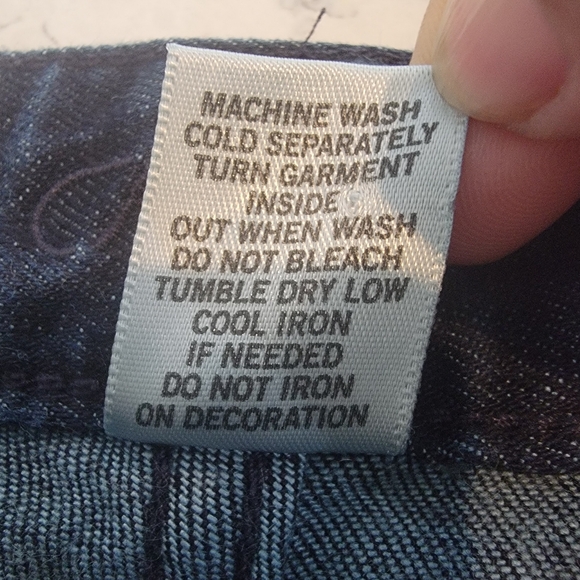 MACHINE WASH
COLD SEPARATELY
TURN GARMENT
INSIDE
OUT WHEN WASH
DO NOT BLEACH
TUMBLE DRY LOW
COOL IRON
IF NEEDED
DO NOT IRON
ON DECORATION